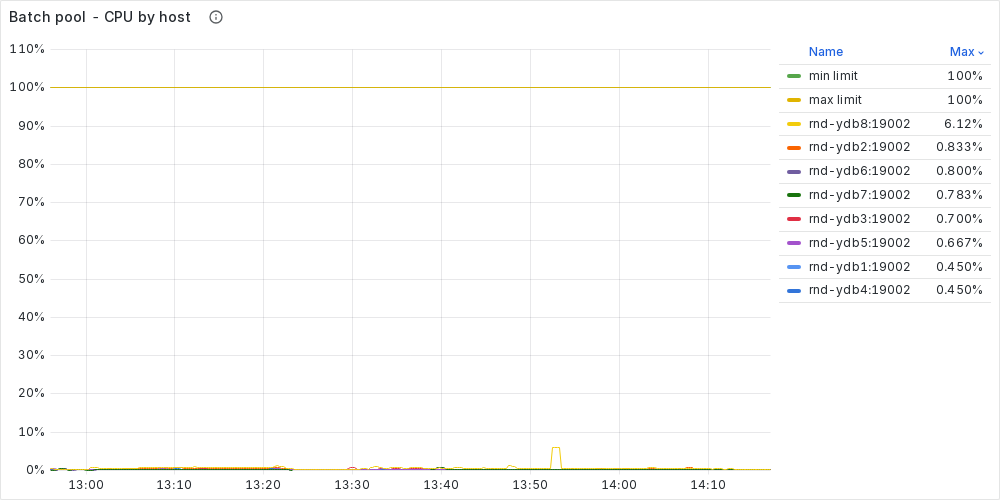 Batch pool - CPU by host
110%
100%
90%
80%
70%
60%
50%
40%
30%
20%
10%
0%
13:00 13:10 13:20 13:30 13:40 13:50 14:00 14:10
Name Max
min limit 100%
max limit 100%
rnd-ydb8:19002 6.12%
rnd-ydb2:19002 0.833%
rnd-ydb6:19002 0.800%
rnd-ydb7:19002 0.783%
rnd-ydb3:19002 0.700%
rnd-ydb5:19002 0.667%
rnd-ydb1:19002 0.450%
rnd-ydb4:19002 0.450%